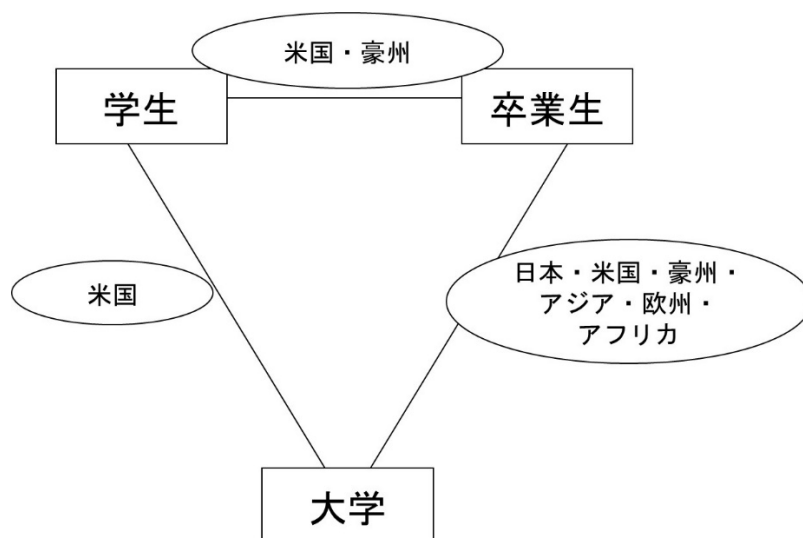 米国・豪州
学生
卒業生
米国
日本・米国・豪州・
アジア・欧州・
アフリカ
大学